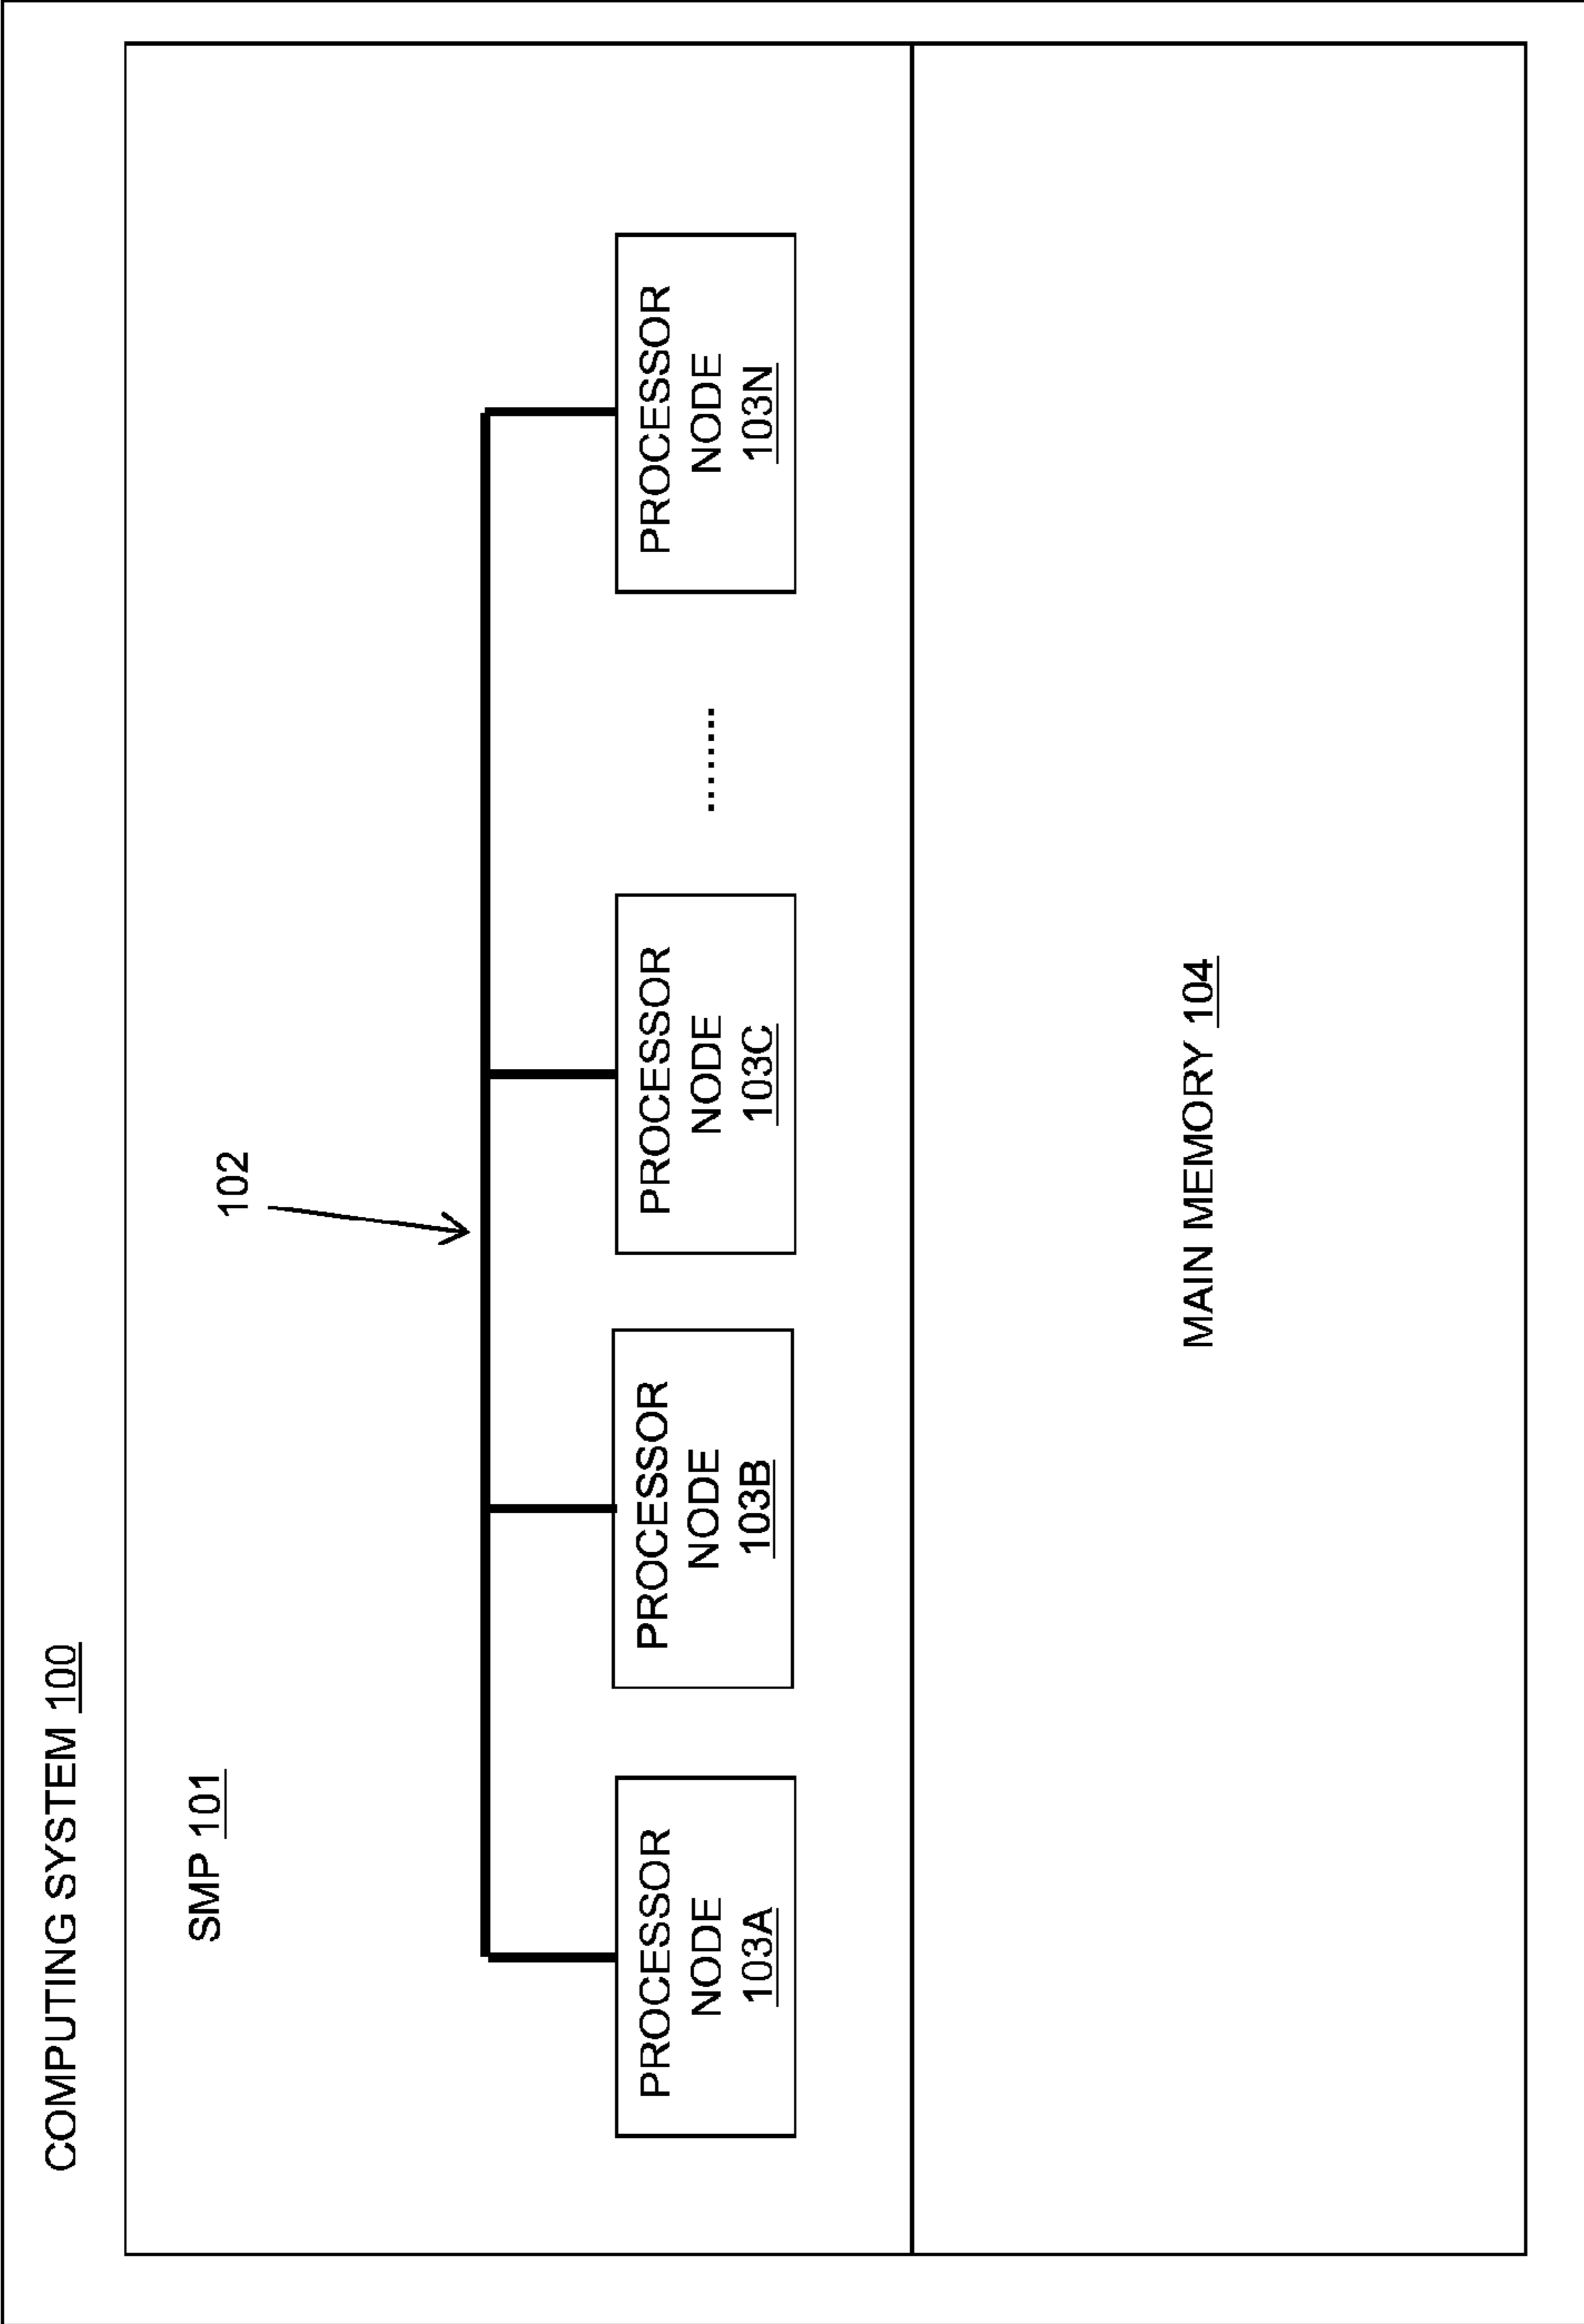 COMPUTING SYSTEM 100
SMP 101
102
PROCESSOR
NODE
103A
PROCESSOR
NODE
103B
PROCESSOR
NODE
103C
........
PROCESSOR
NODE
103N
MAIN MEMORY 104